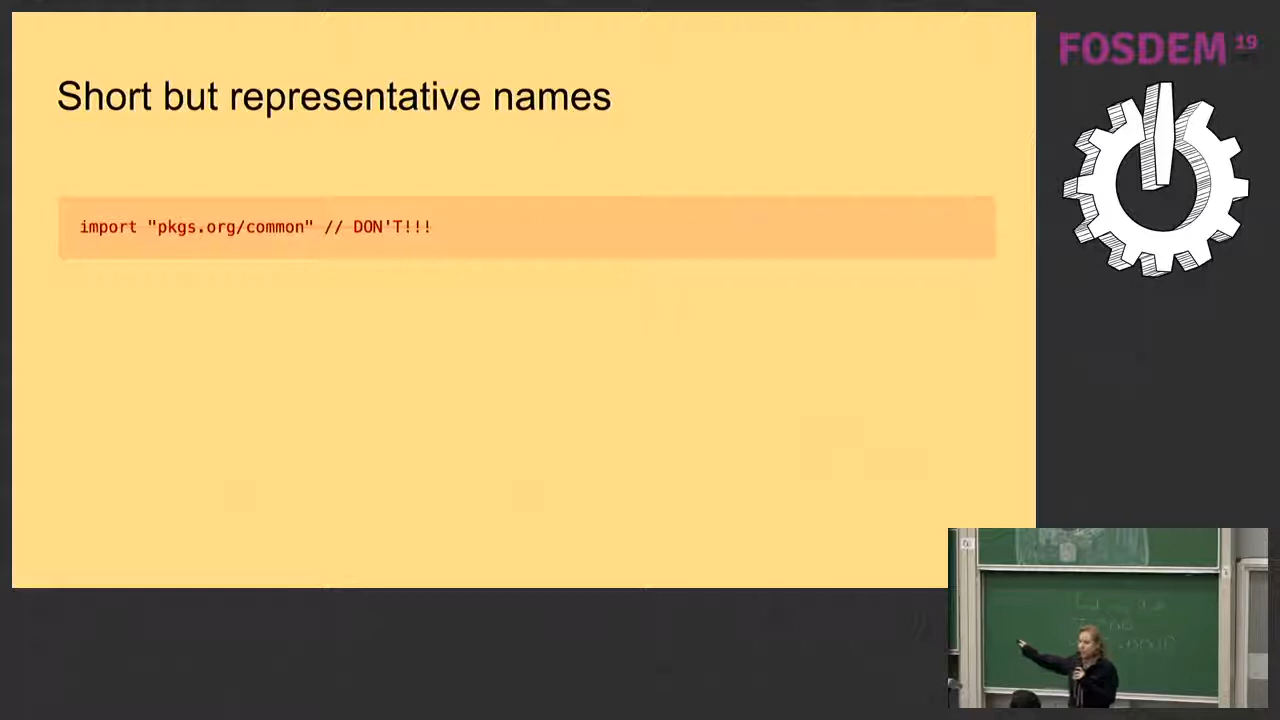 Short but representative names
import "pkgs.org/common" // DON'T!!!
FOSDEM 19